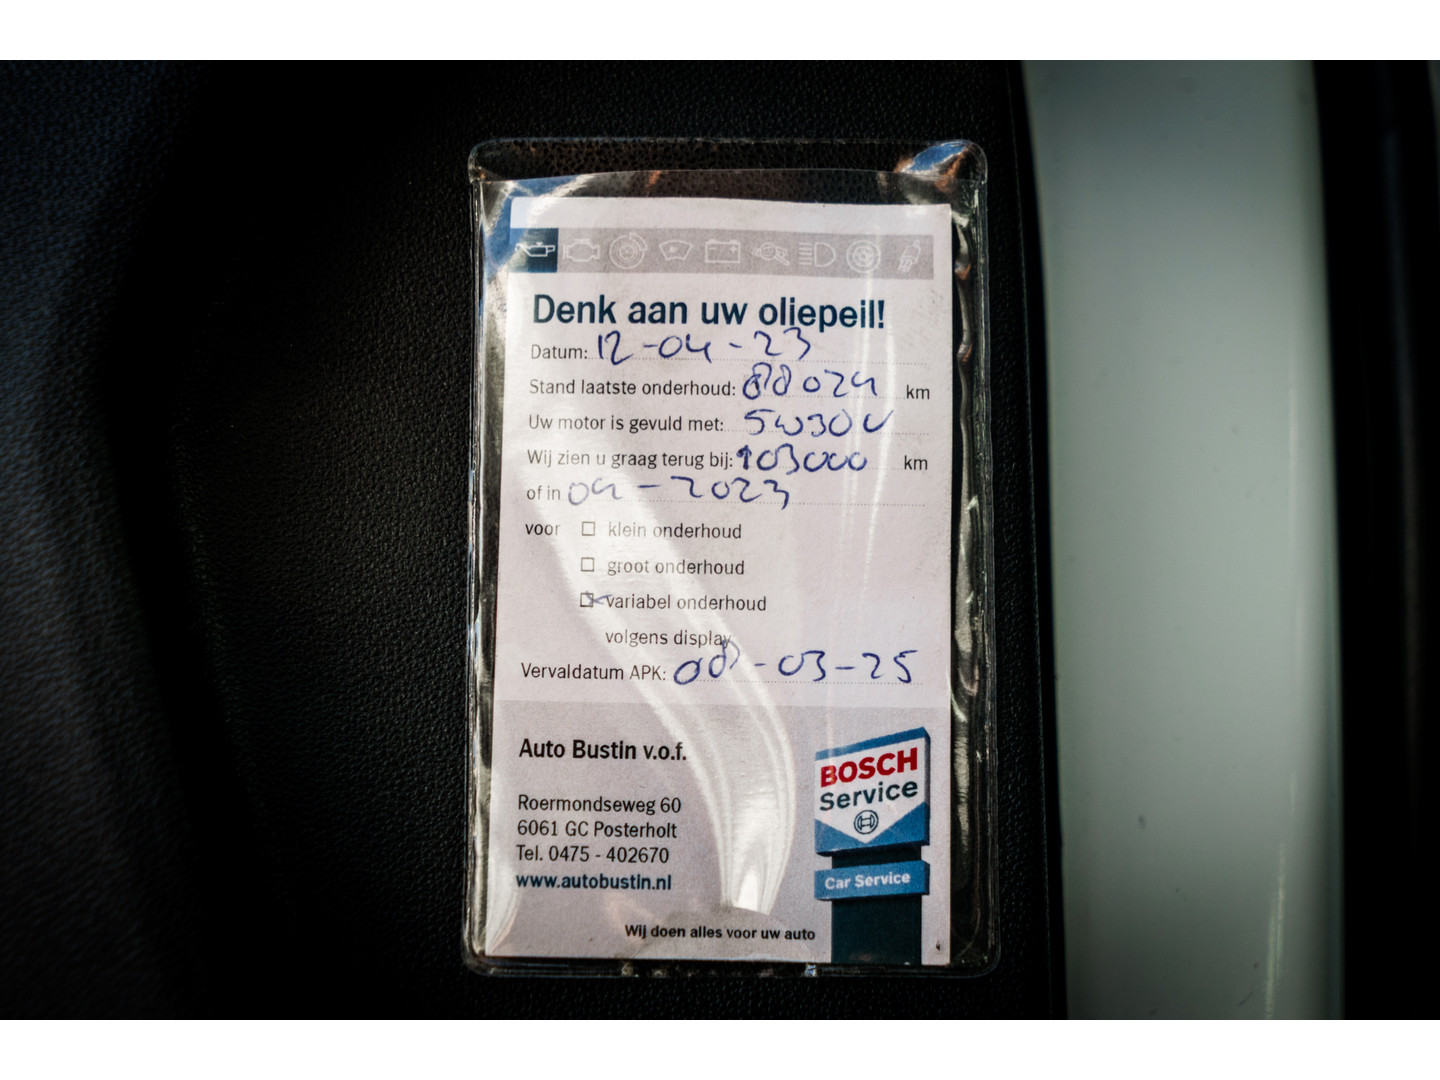 Denk aan uw oliepeil!
Datum: 12-04-23
Stand laatste onderhoud: 88024 km
Uw motor is gevuld met: 5W30V
Wij zien u graag terug bij: 103000 km
of in 04-2023
voor klein onderhoud
groot onderhoud
variabel onderhoud
volgens display
Vervaldatum APK: 08-03-25
Auto Bustin v.o.f.
Roermondseweg 60
6061 GC Posterholt
Tel. 0475 - 402670
www.autobustin.nl
BOSCH
Service
Car Service
Wij doen alles voor uw auto